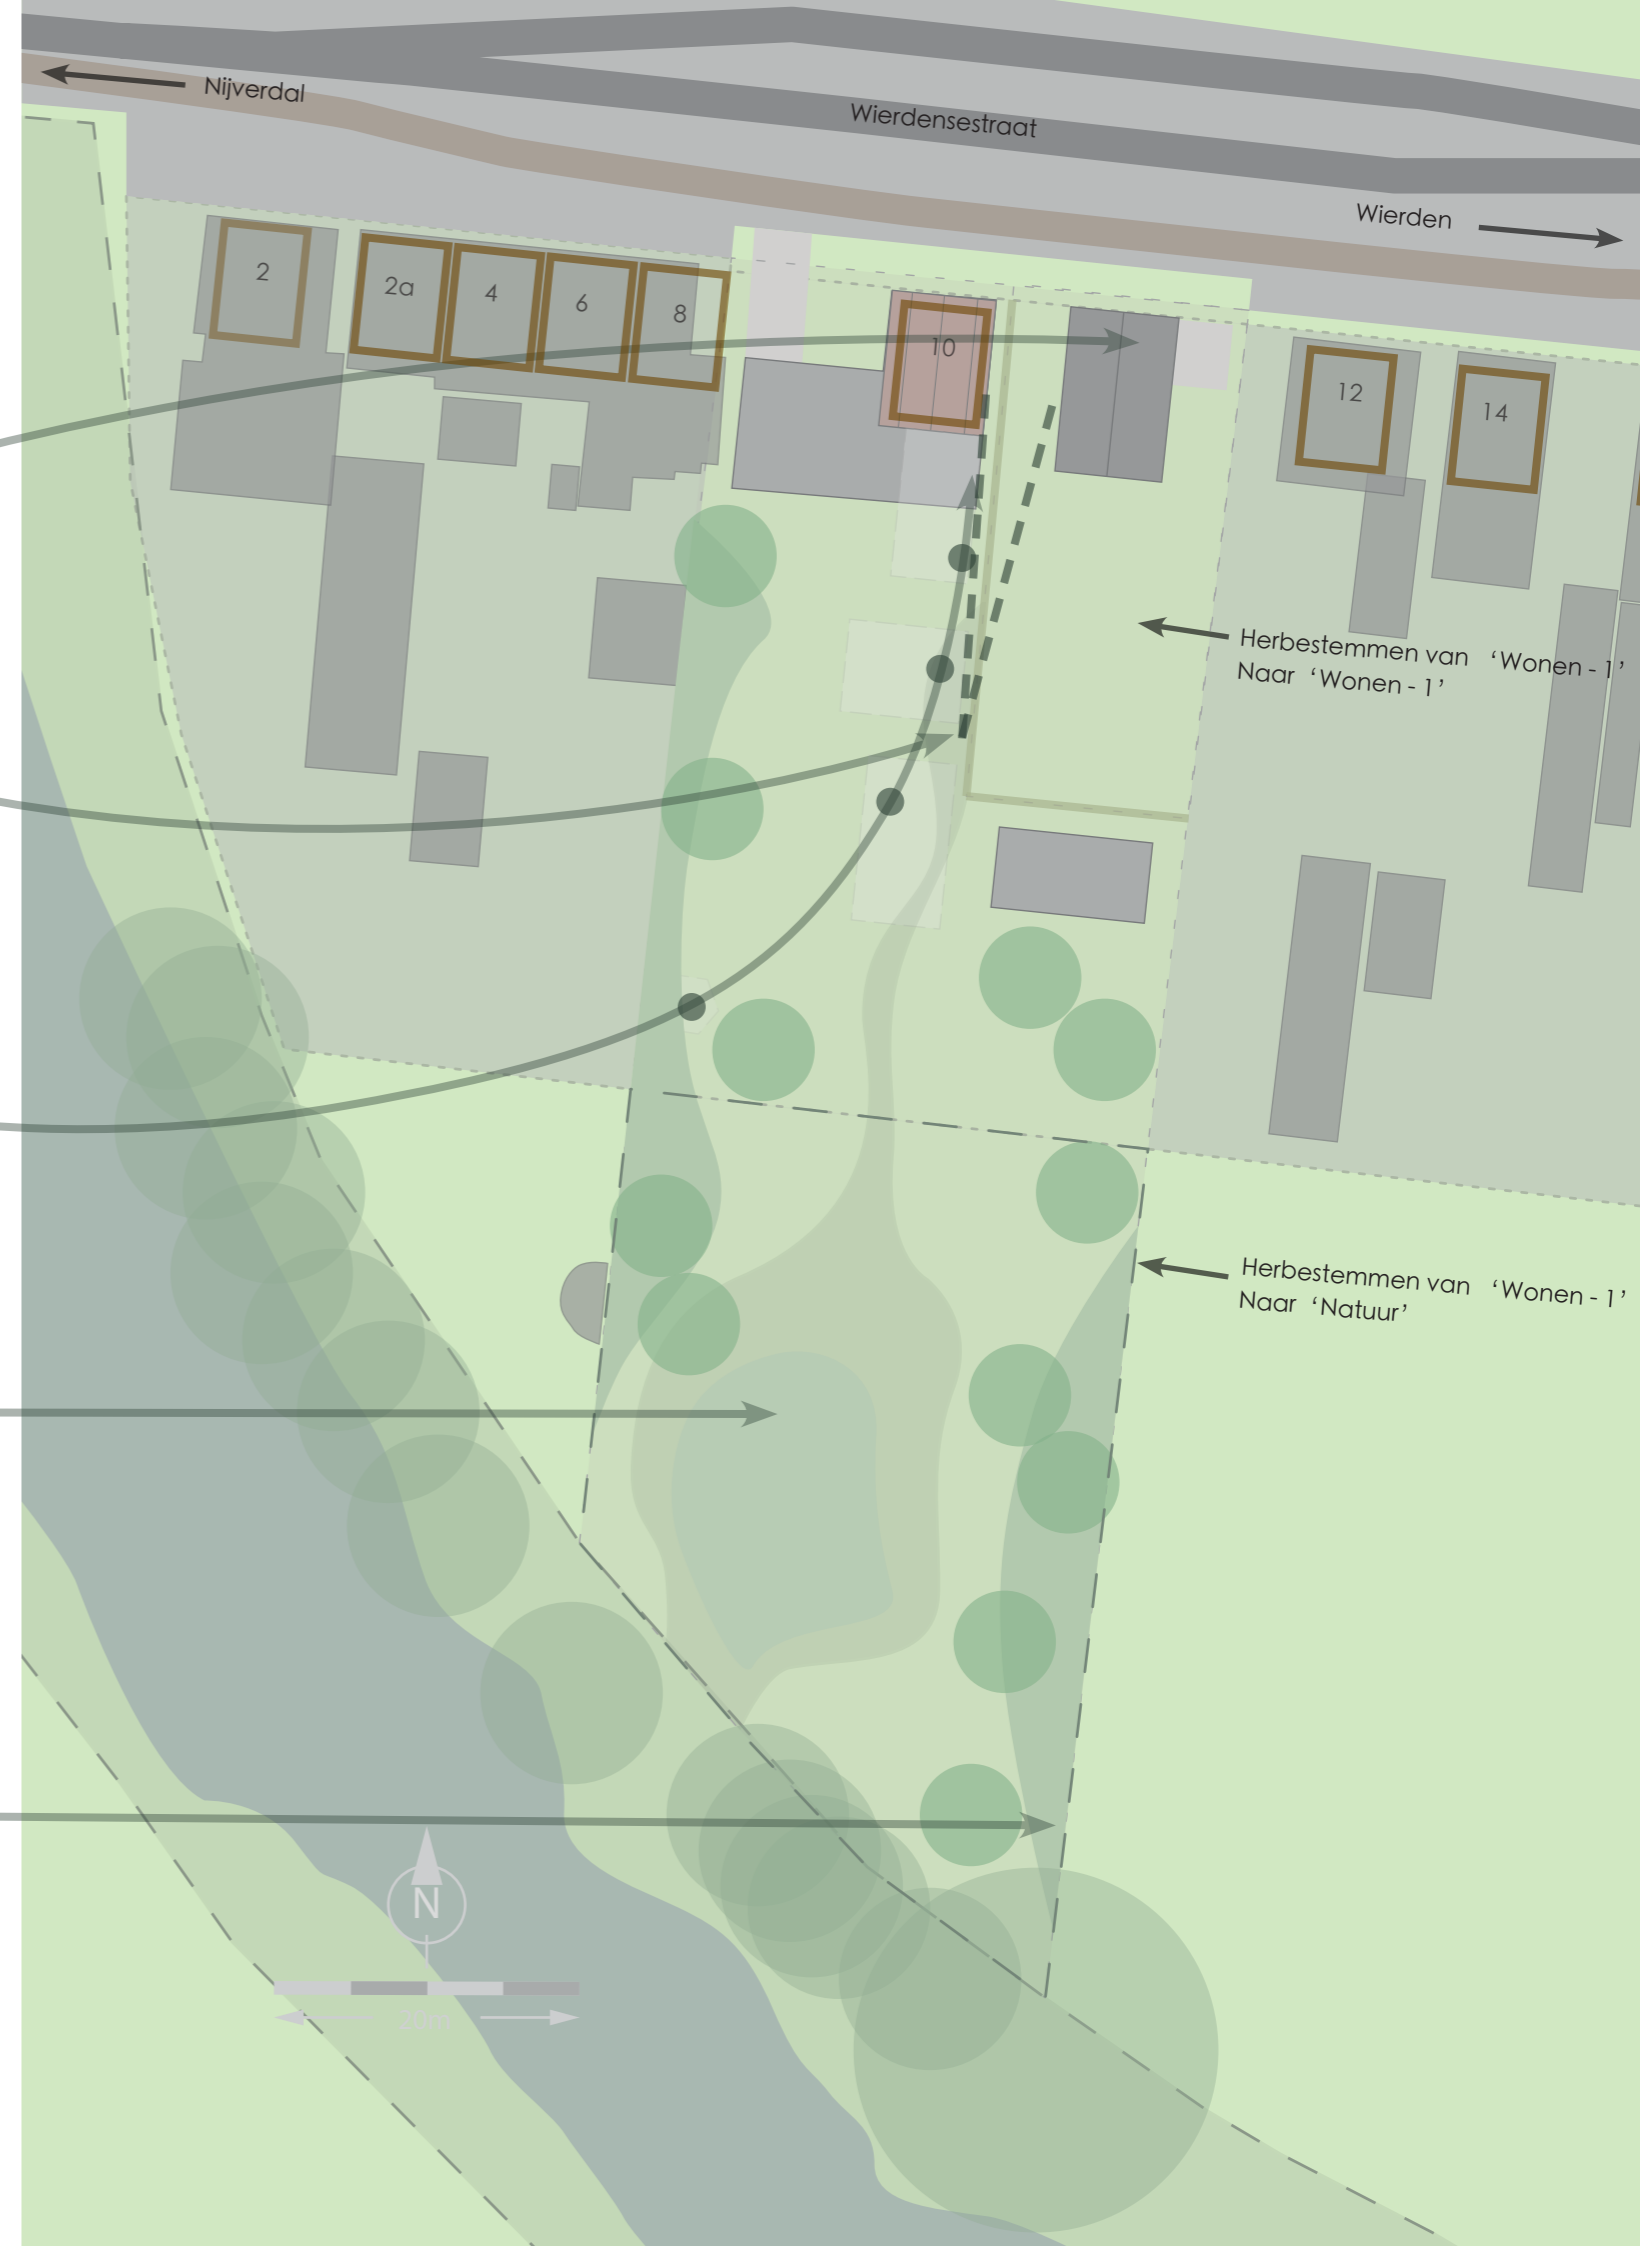 Nijverdal
Wierdensestraat
Wierden
2
2a
4
6
8
10
12
14
Herbestemmen van ‘Wonen - 1’
Naar ‘Wonen - 1’
Herbestemmen van ‘Wonen - 1’
Naar ‘Natuur’
N